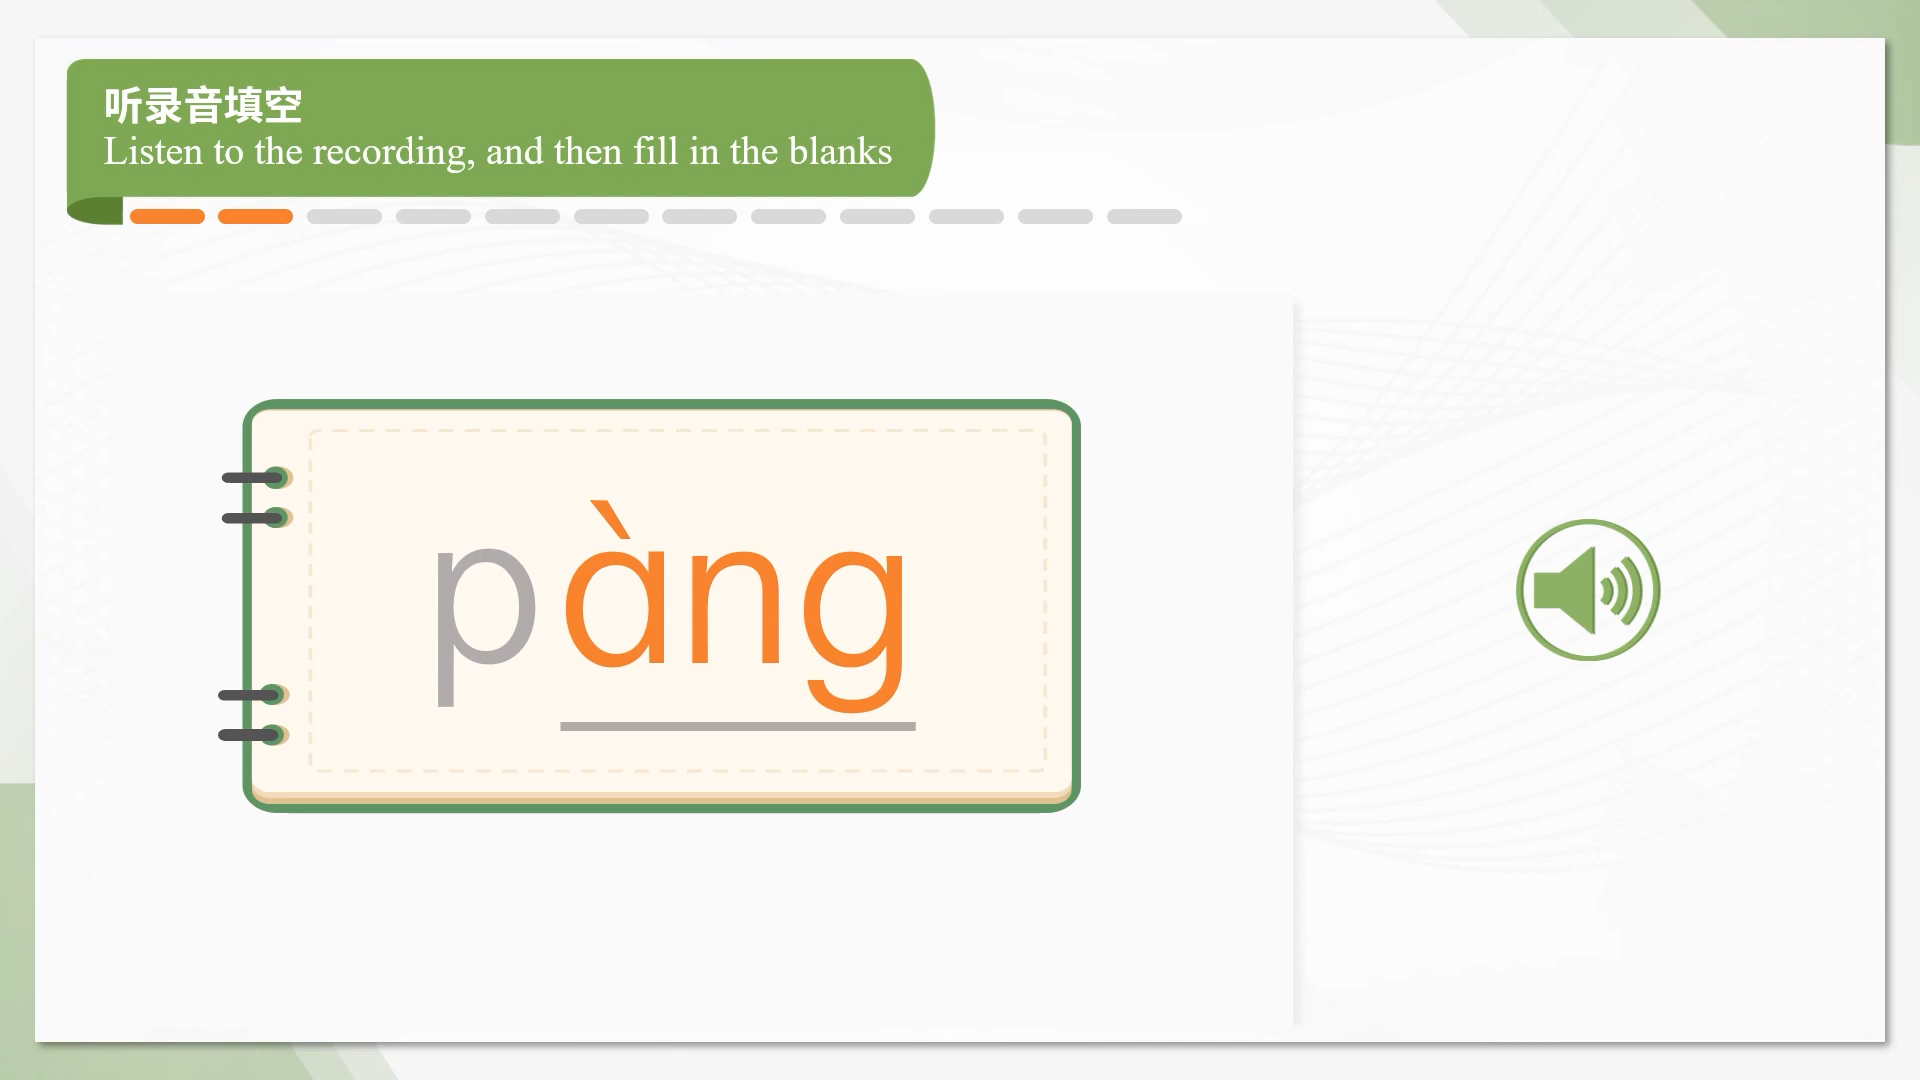 听录音填空
Listen to the recording, and then fill in the blanks
pàng